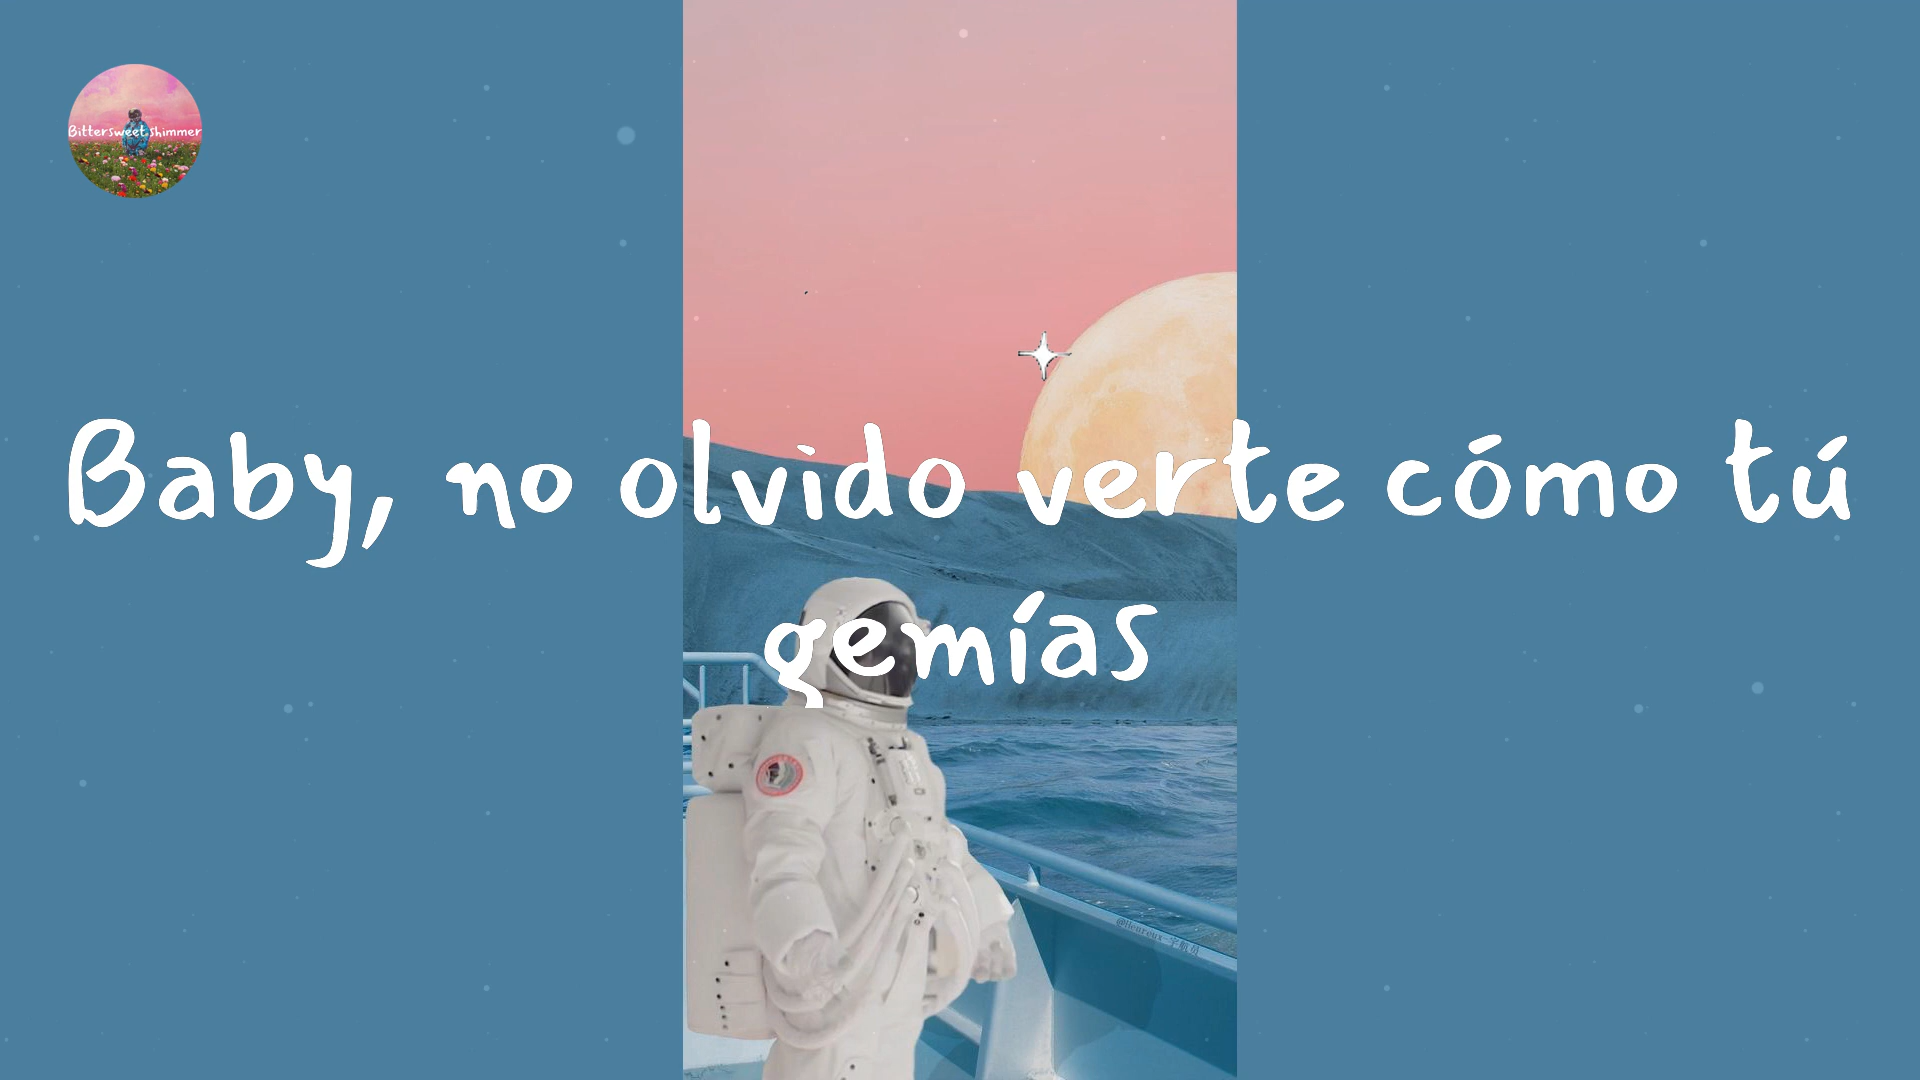 Bittersweet shimmer
Baby, no olvido verte cómo tú
gemías